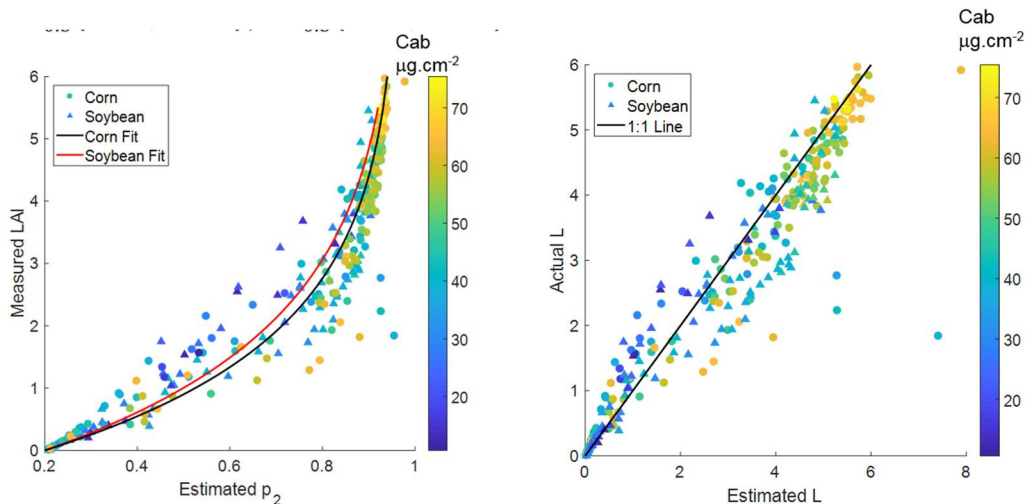 Cab
μg.cm-2
6
5
4
3
2
1
0
Measured LAI
Corn
Soybean
Corn Fit
Soybean Fit
70
60
50
40
30
20
0.2
0.4
0.6
0.8
1
Estimated p2
Cab
μg.cm-2
6
5
4
3
2
1
0
Actual L
Corn
Soybean
1:1 Line
70
60
50
40
30
20
0
2
4
6
8
Estimated L